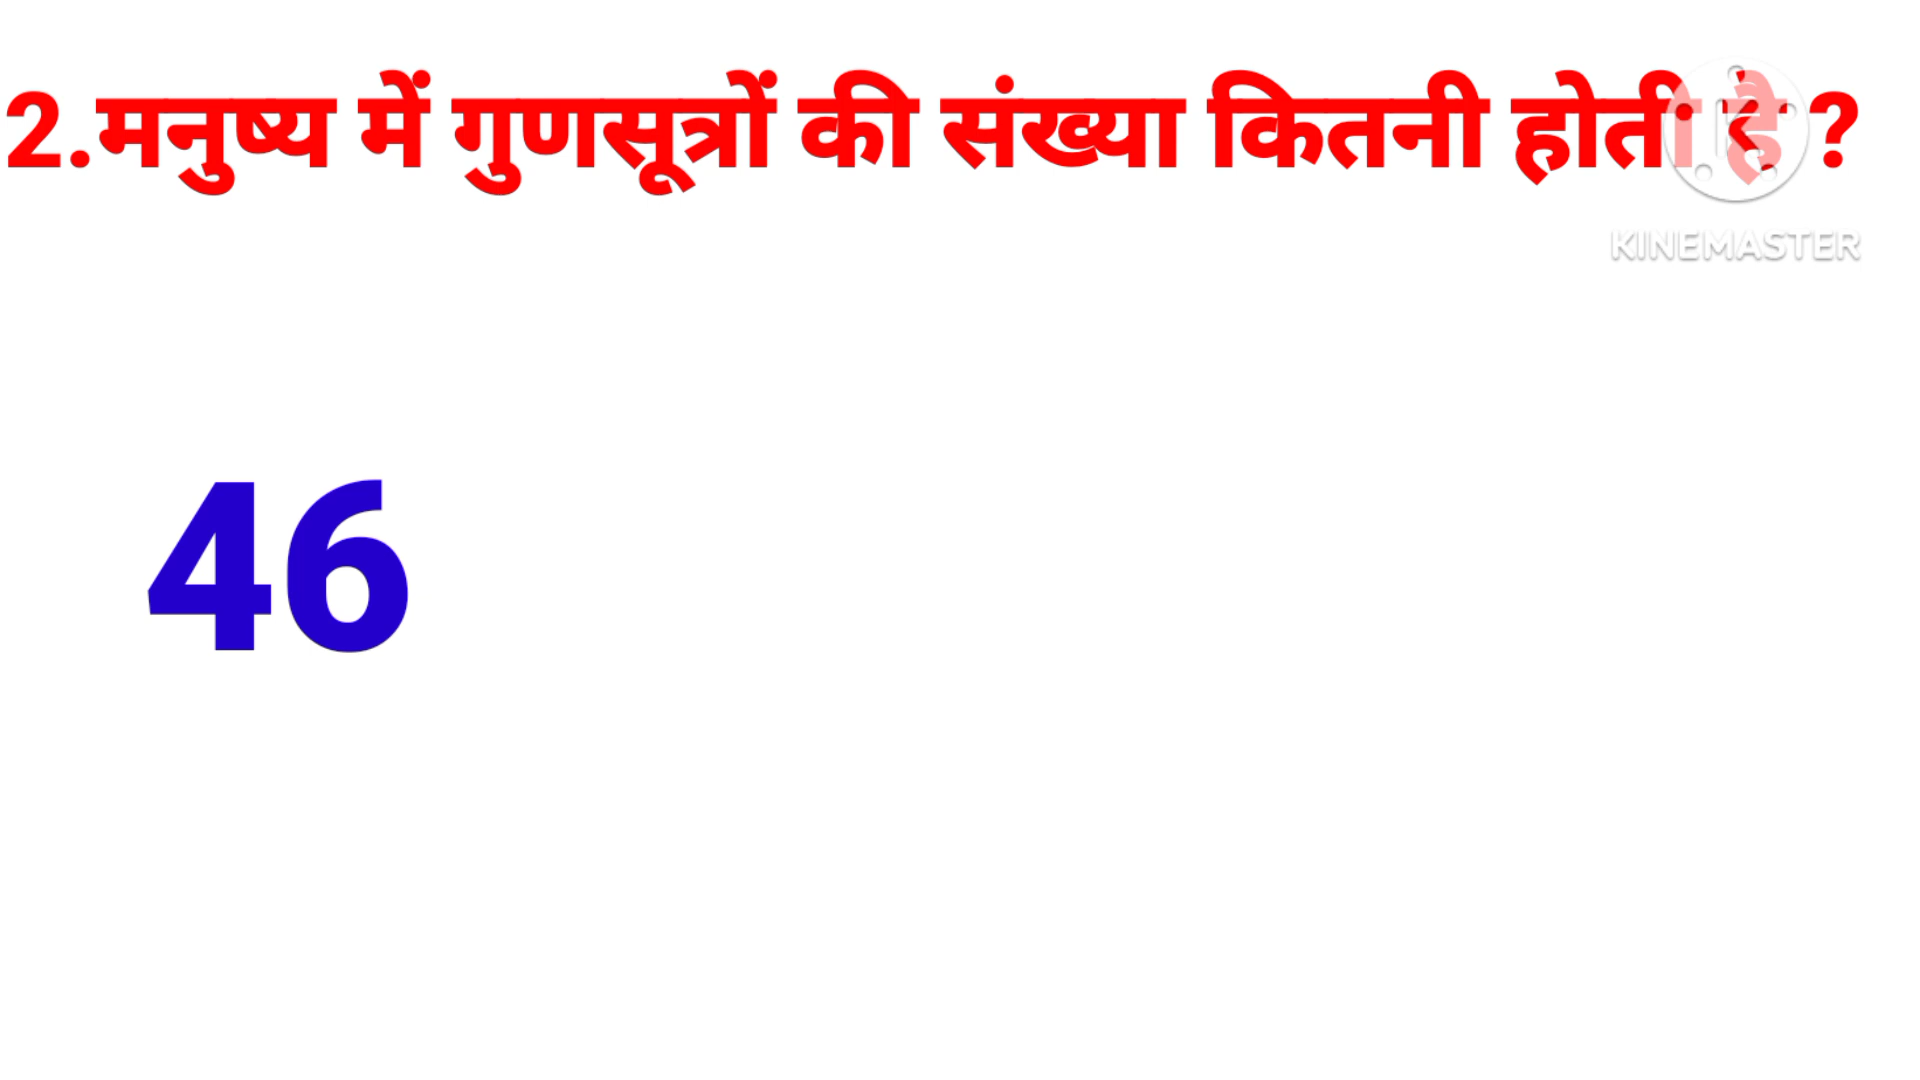 2.मनुष्य में गुणसूत्रों की संख्या कितनी होती है ?
KINEMASTER
46